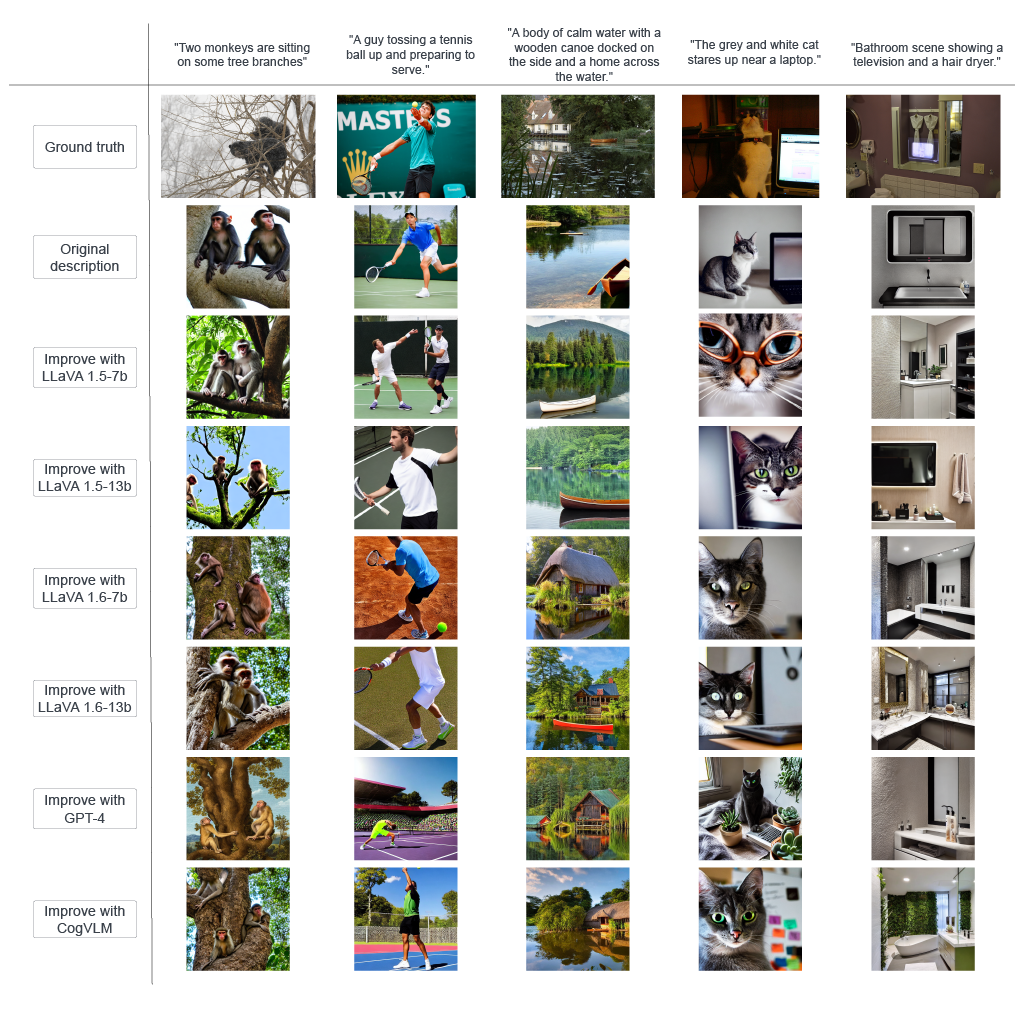 "Two monkeys are sitting
on some tree branches"
"A guy tossing a tennis
ball up and preparing to
serve."
"A body of calm water with a
wooden canoe docked on
the side and a home across
the water."
"The grey and white cat
stares up near a laptop."
"Bathroom scene showing a
television and a hair dryer."
Ground truth
MASTERS
Original
description
Improve with
LLaVA 1.5-7b
Improve with
LLaVA 1.5-13b
Improve with
LLaVA 1.6-7b
Improve with
LLaVA 1.6-13b
Improve with
GPT-4
Improve with
CogVLM